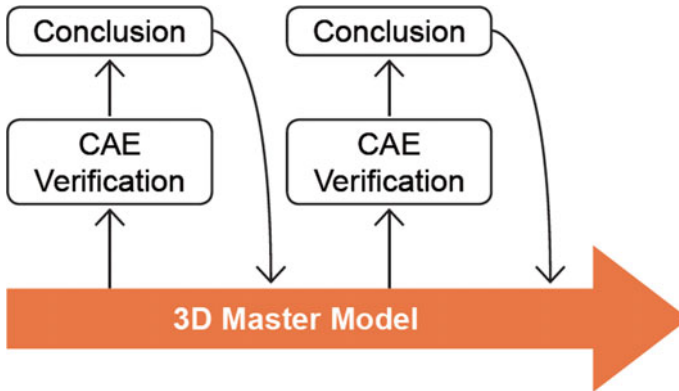 Conclusion
Conclusion
CAE
Verification
CAE
Verification
3D Master Model